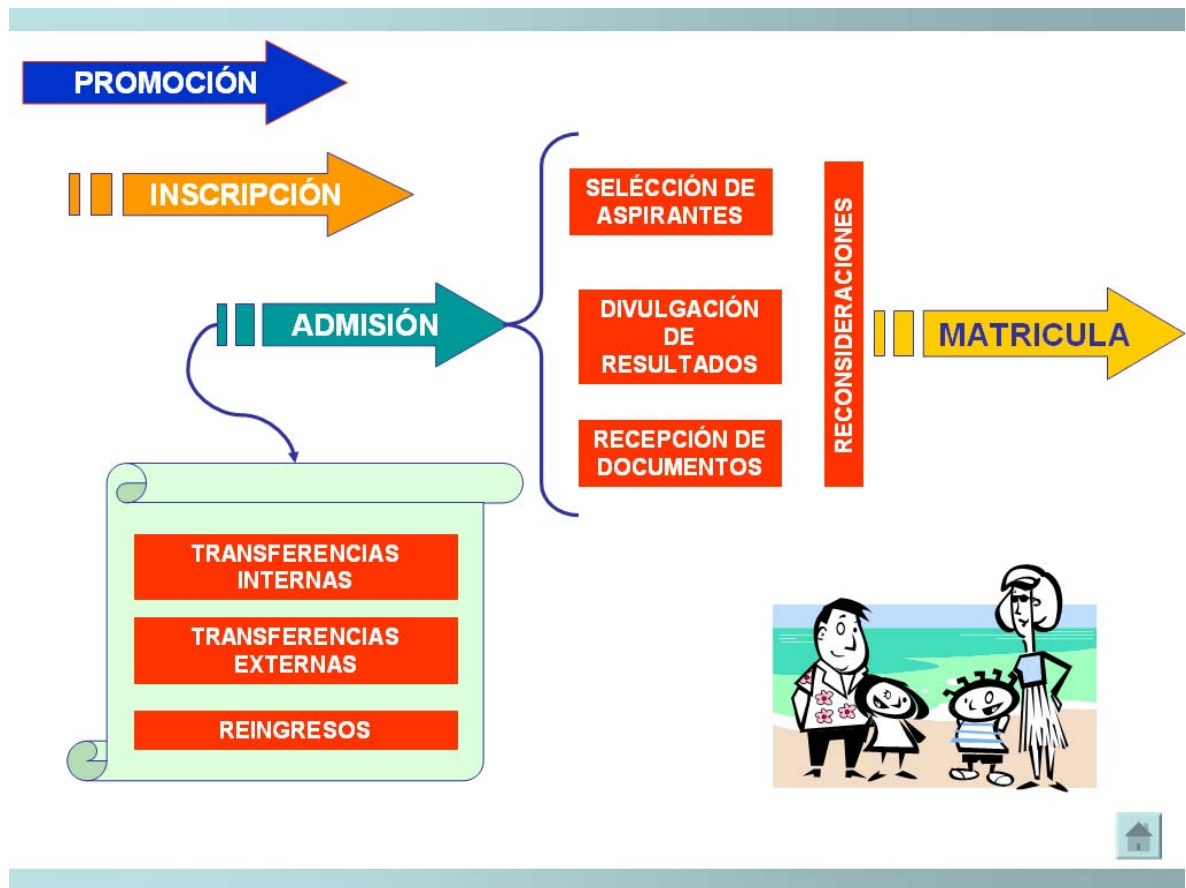 PROMOCIÓN
INSCRIPCIÓN
ADMISIÓN
SELÉCCIÓN DE
ASPIRANTES
DIVULGACIÓN
DE
RESULTADOS
RECEPCIÓN DE
DOCUMENTOS
RECONSIDERACIONES
MATRICULA
TRANSFERENCIAS
INTERNAS
TRANSFERENCIAS
EXTERNAS
REINGRESOS